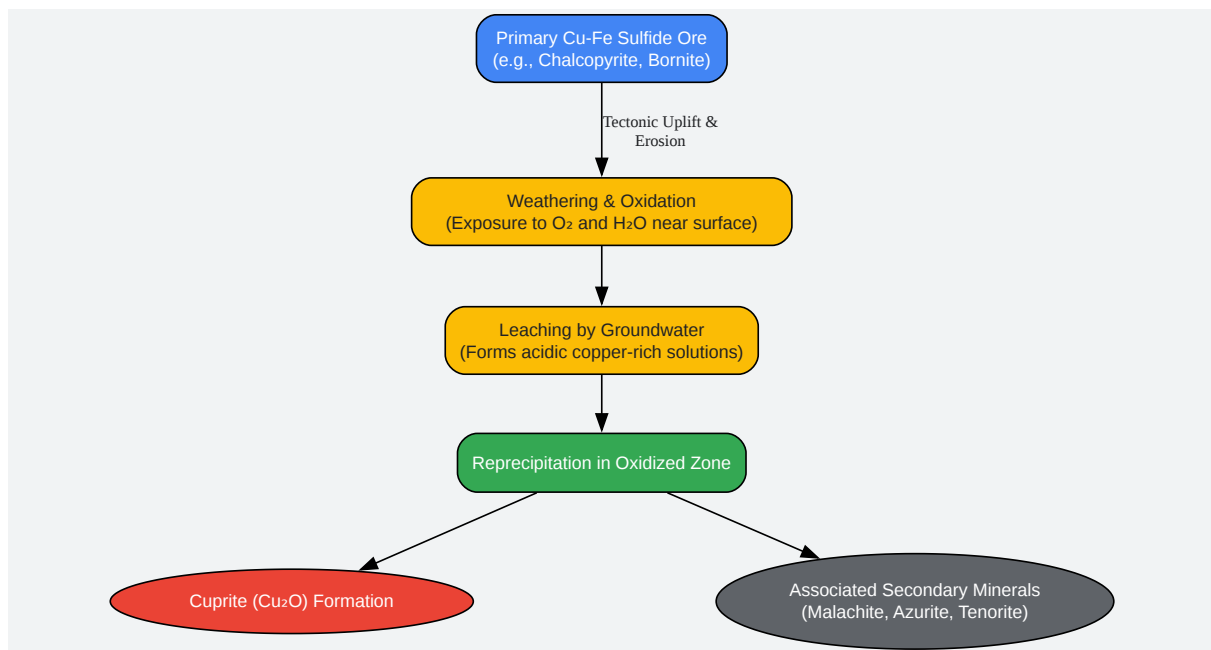 Primary Cu-Fe Sulfide Ore
(e.g., Chalcopyrite, Bornite)
Tectonic Uplift &
Erosion
Weathering & Oxidation
(Exposure to O₂ and H₂O near surface)
Leaching by Groundwater
(Forms acidic copper-rich solutions)
Reprecipitation in Oxidized Zone
Cuprite (Cu₂O) Formation
Associated Secondary Minerals
(Malachite, Azurite, Tenorite)